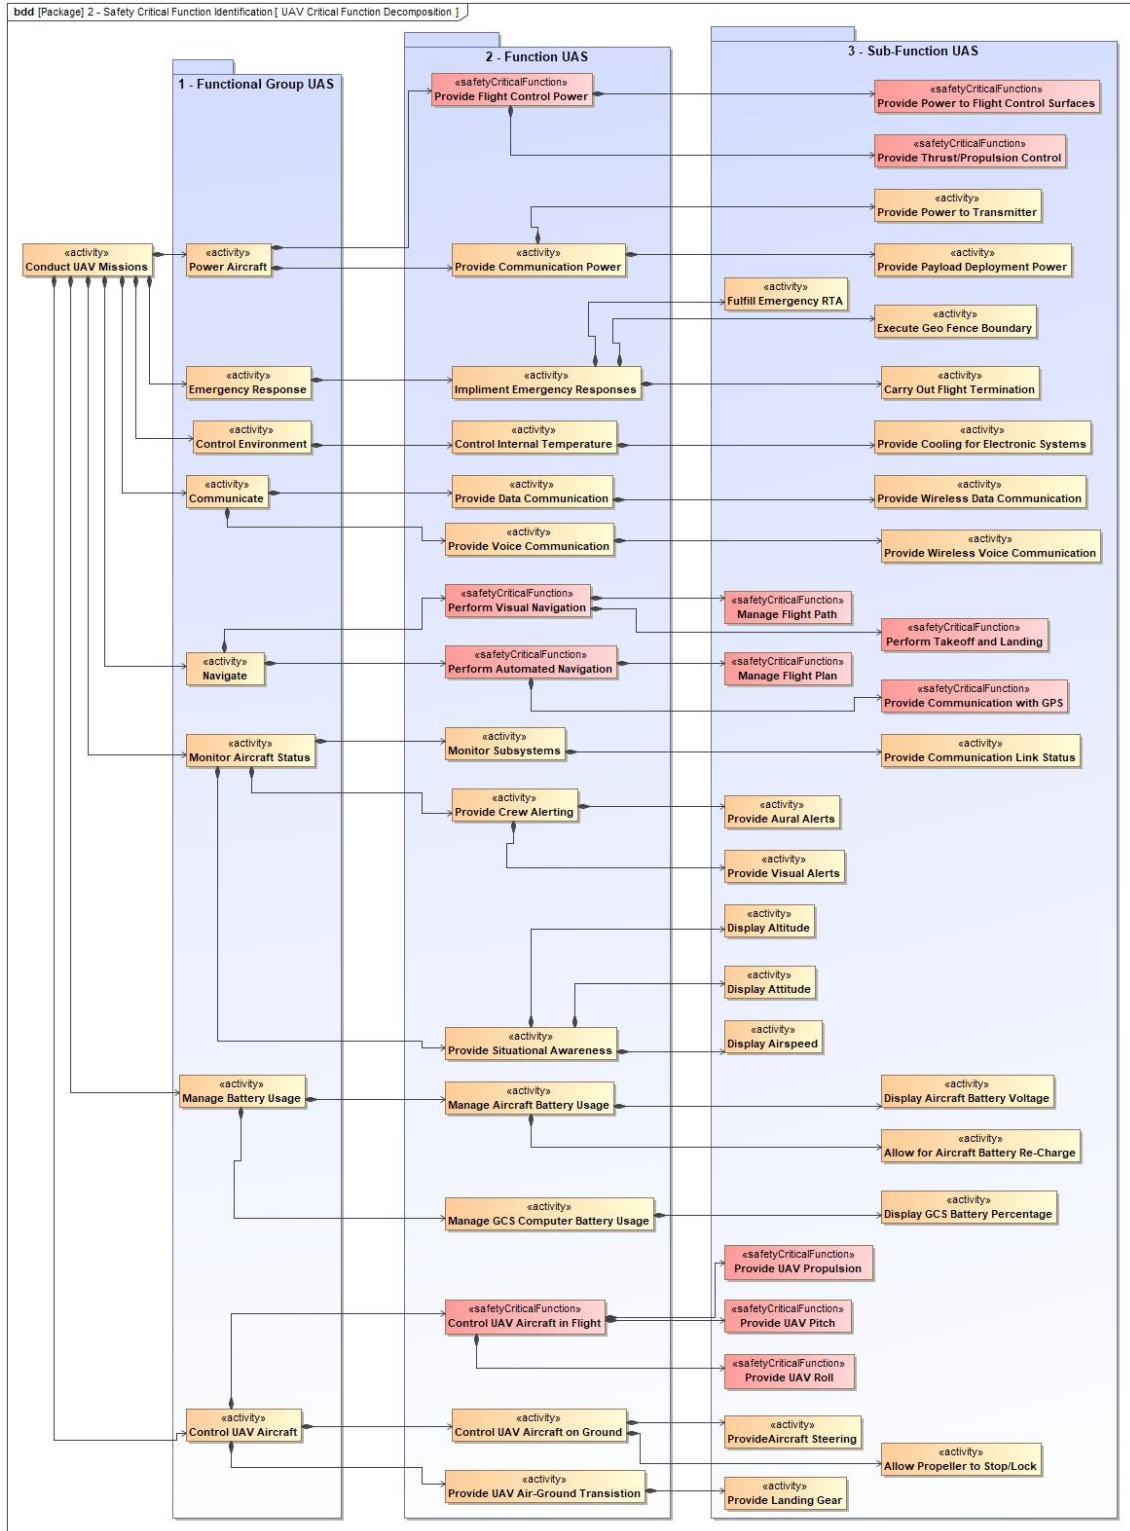 bdd [Package] 2 - Safety Critical Function Identification [ UAV Critical Function Decomposition ]
1 - Functional Group UAS
2 - Function UAS
3 - Sub-Function UAS
«activity»
Conduct UAV Missions
«activity»
Power Aircraft
«activity»
Emergency Response
«activity»
Control Environment
«activity»
Communicate
«activity»
Navigate
«activity»
Monitor Aircraft Status
«activity»
Manage Battery Usage
«activity»
Control UAV Aircraft
«safetyCriticalFunction»
Provide Flight Control Power
«activity»
Provide Communication Power
«activity»
Impliment Emergency Responses
«activity»
Control Internal Temperature
«activity»
Provide Data Communication
«activity»
Provide Voice Communication
«safetyCriticalFunction»
Perform Visual Navigation
«safetyCriticalFunction»
Perform Automated Navigation
«activity»
Monitor Subsystems
«activity»
Provide Crew Alerting
«activity»
Provide Situational Awareness
«activity»
Manage Aircraft Battery Usage
«activity»
Manage GCS Computer Battery Usage
«safetyCriticalFunction»
Control UAV Aircraft in Flight
«activity»
Control UAV Aircraft on Ground
«activity»
Provide UAV Air-Ground Transistion
«safetyCriticalFunction»
Provide Power to Flight Control Surfaces
«safetyCriticalFunction»
Provide Thrust/Propulsion Control
«activity»
Provide Power to Transmitter
«activity»
Provide Payload Deployment Power
«activity»
Fulfill Emergency RTA
«activity»
Execute Geo Fence Boundary
«activity»
Carry Out Flight Termination
«activity»
Provide Cooling for Electronic Systems
«activity»
Provide Wireless Data Communication
«activity»
Provide Wireless Voice Communication
«safetyCriticalFunction»
Manage Flight Path
«safetyCriticalFunction»
Perform Takeoff and Landing
«safetyCriticalFunction»
Manage Flight Plan
«safetyCriticalFunction»
Provide Communication with GPS
«activity»
Provide Communication Link Status
«activity»
Provide Aural Alerts
«activity»
Provide Visual Alerts
«activity»
Display Altitude
«activity»
Display Attitude
«activity»
Display Airspeed
«activity»
Display Aircraft Battery Voltage
«activity»
Allow for Aircraft Battery Re-Charge
«activity»
Display GCS Battery Percentage
«safetyCriticalFunction»
Provide UAV Propulsion
«safetyCriticalFunction»
Provide UAV Pitch
«safetyCriticalFunction»
Provide UAV Roll
«activity»
ProvideAircraft Steering
«activity»
Allow Propeller to Stop/Lock
«activity»
Provide Landing Gear